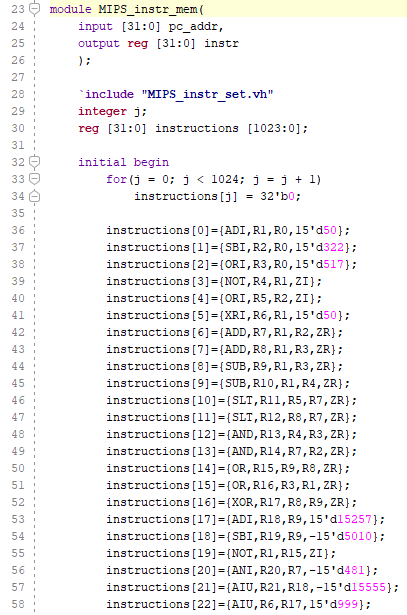 23 module MIPS_instr_mem(
24 input [31:0] pc_addr,
25 output reg [31:0] instr
26 );
27
28 `include "MIPS_instr_set.vh"
29 integer j;
30 reg [31:0] instructions [1023:0];
31
32 initial begin
33 for(j = 0; j < 1024; j = j + 1)
34 instructions[j] = 32'b0;
35
36 instructions[0]={ADI,R1,R0,15'd50};
37 instructions[1]={SBI,R2,R0,15'd322};
38 instructions[2]={ORI,R3,R0,15'd517};
39 instructions[3]={NOT,R4,R1,ZI};
40 instructions[4]={ORI,R5,R2,ZI};
41 instructions[5]={XRI,R6,R1,15'd50};
42 instructions[6]={ADD,R7,R1,R2,ZR};
43 instructions[7]={ADD,R8,R1,R3,ZR};
44 instructions[8]={SUB,R9,R1,R3,ZR};
45 instructions[9]={SUB,R10,R1,R4,ZR};
46 instructions[10]={SLT,R11,R5,R7,ZR};
47 instructions[11]={SLT,R12,R8,R7,ZR};
48 instructions[12]={AND,R13,R4,R3,ZR};
49 instructions[13]={AND,R14,R7,R2,ZR};
50 instructions[14]={OR,R15,R9,R8,ZR};
51 instructions[15]={OR,R16,R3,R1,ZR};
52 instructions[16]={XOR,R17,R8,R9,ZR};
53 instructions[17]={ADI,R18,R9,15'd15257};
54 instructions[18]={SBI,R19,R9,-15'd5010};
55 instructions[19]={NOT,R1,R15,ZI};
56 instructions[20]={ANI,R20,R7,-15'd481};
57 instructions[21]={AIU,R21,R18,-15'd15555};
58 instructions[22]={AIU,R6,R17,15'd999};